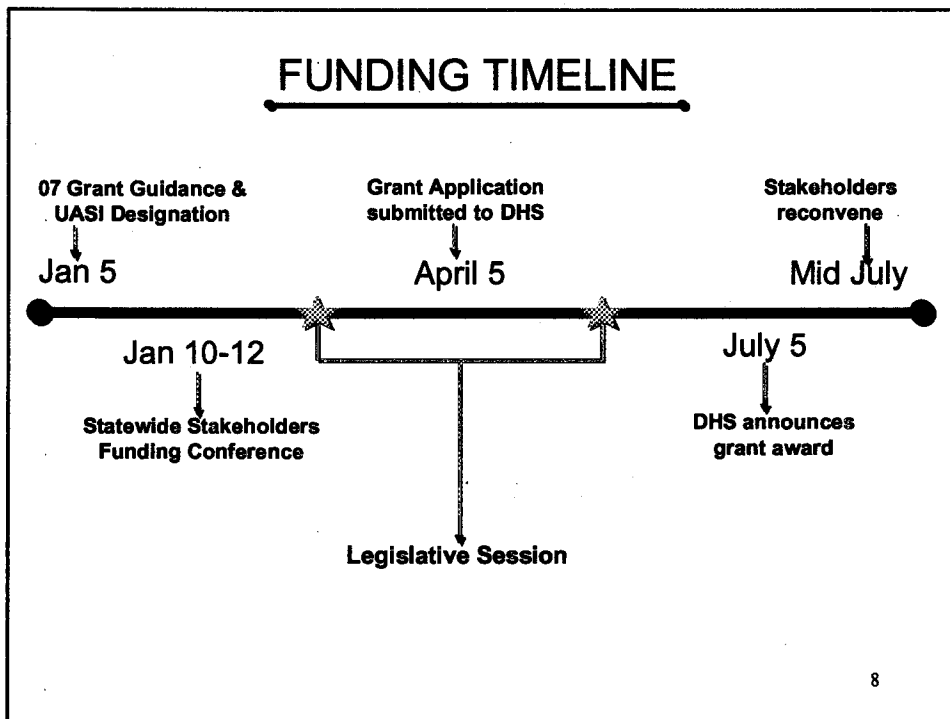 FUNDING TIMELINE
07 Grant Guidance &
UASI Designation
Jan 5
Grant Application
submitted to DHS
April 5
Stakeholders
reconvene
Mid July
Jan 10-12
Statewide Stakeholders
Funding Conference
July 5
DHS announces
grant award
Legislative Session
8